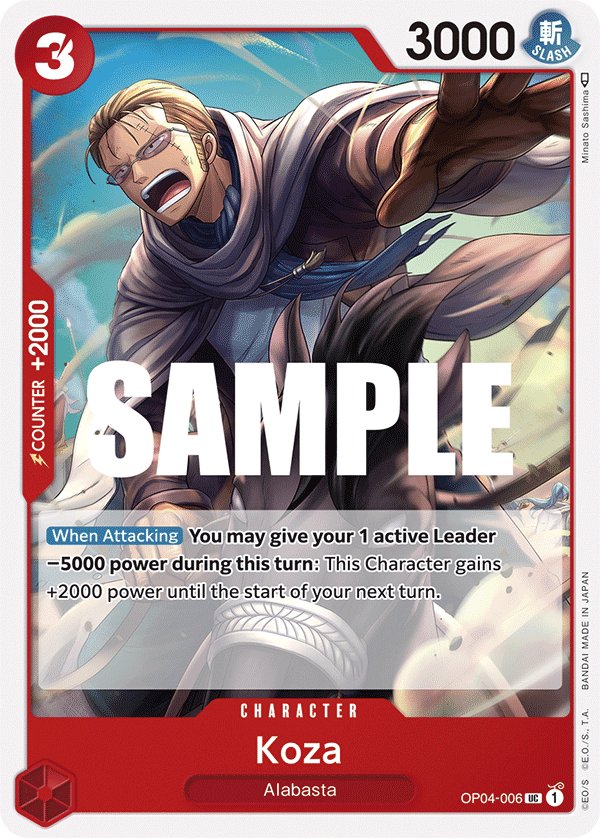 3
3000
斬
SLASH
Minato Sashima
COUNTER +2000
SAMPLE
When Attacking You may give your 1 active Leader
−5000 power during this turn: This Character gains
+2000 power until the start of your next turn.
CHARACTER
Koza
Alabasta
OP04-006 UC 1
©E.O/S ©E.O./S., T.A. BANDAI MADE IN JAPAN